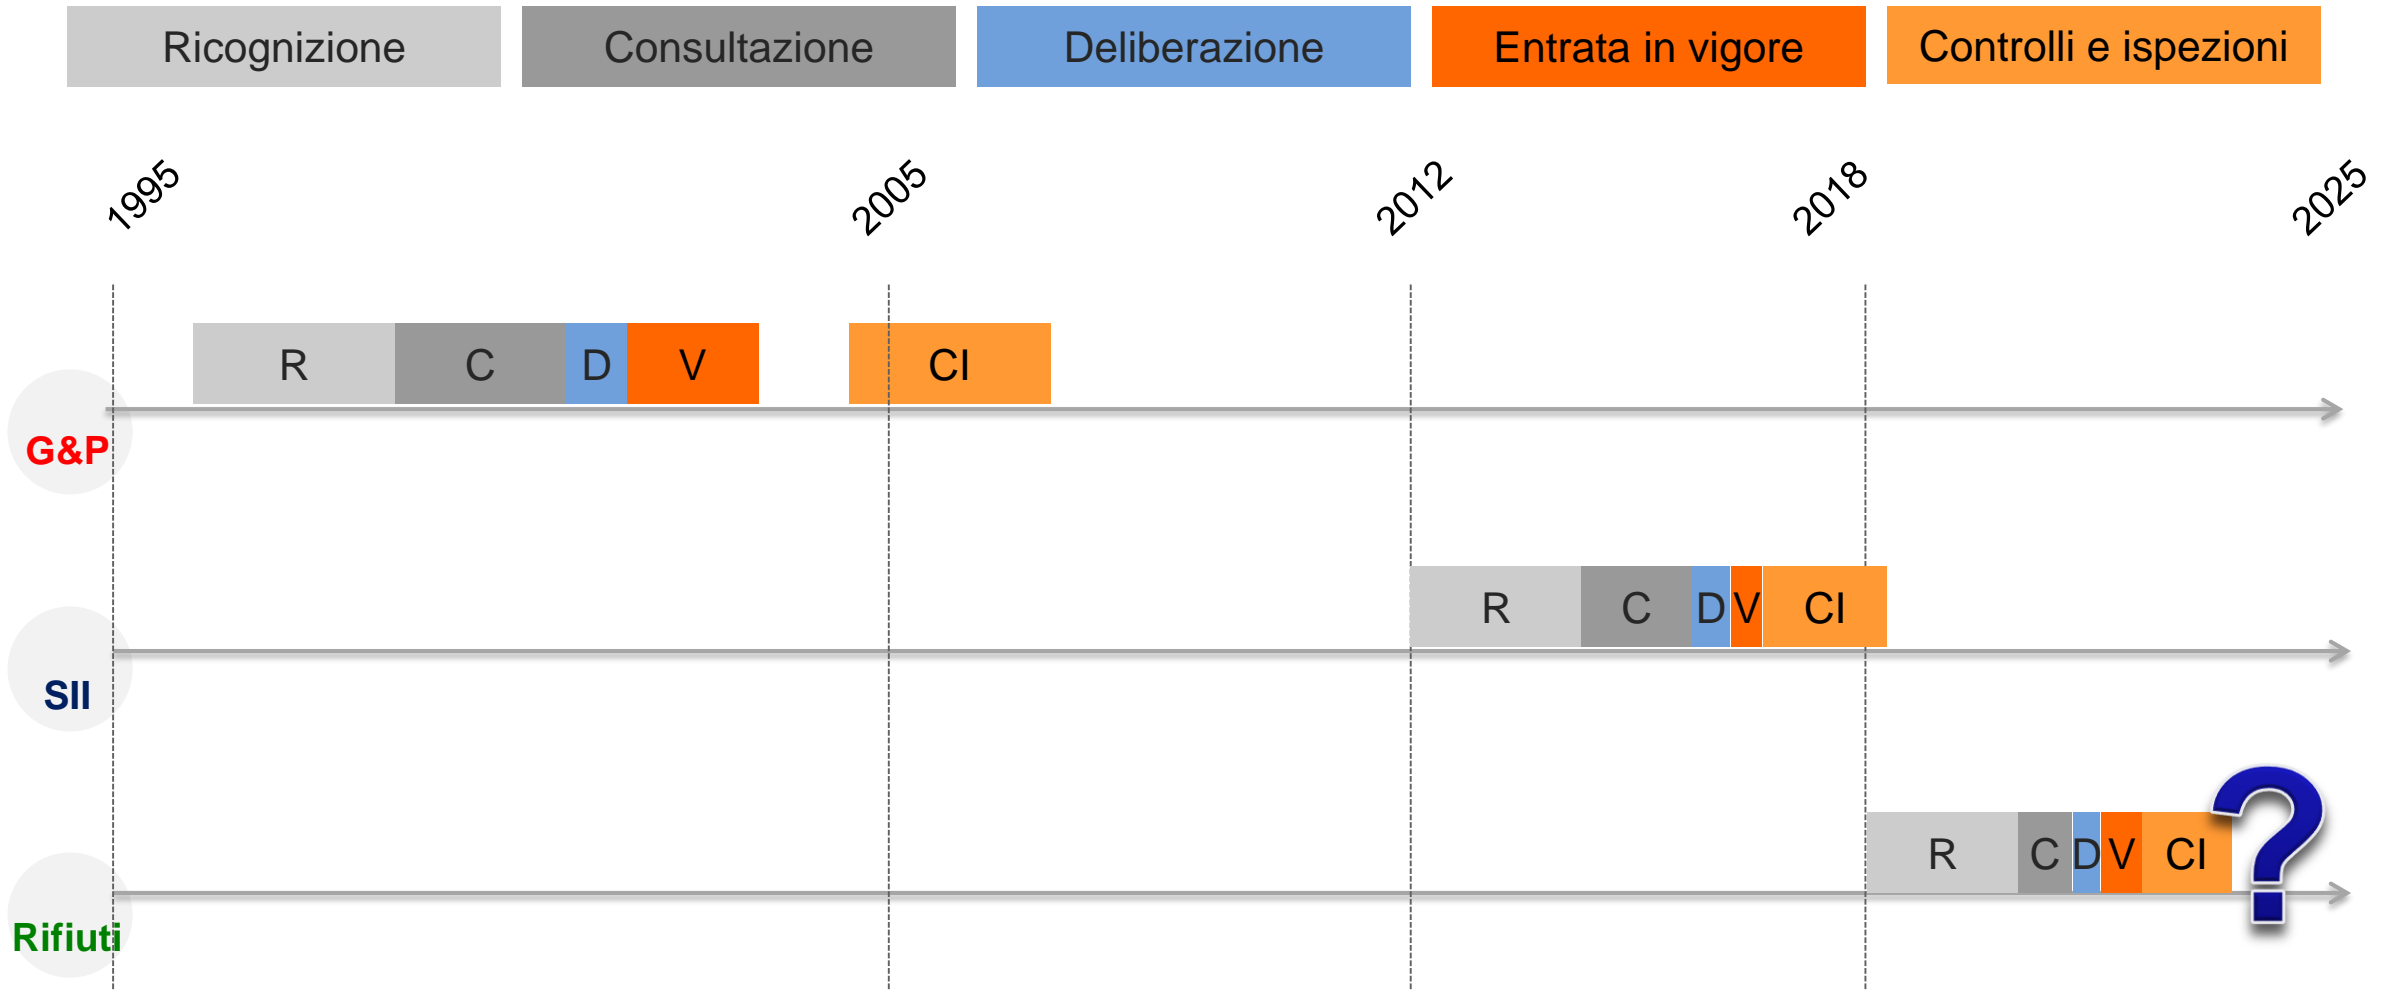 Ricognizione
Consultazione
Deliberazione
Entrata in vigore
Controlli e ispezioni
1995
2005
2012
2018
2025
R
C
D
V
CI
G&P
R
C
D
V
CI
SII
R
C
D
V
CI
?
Rifiuti